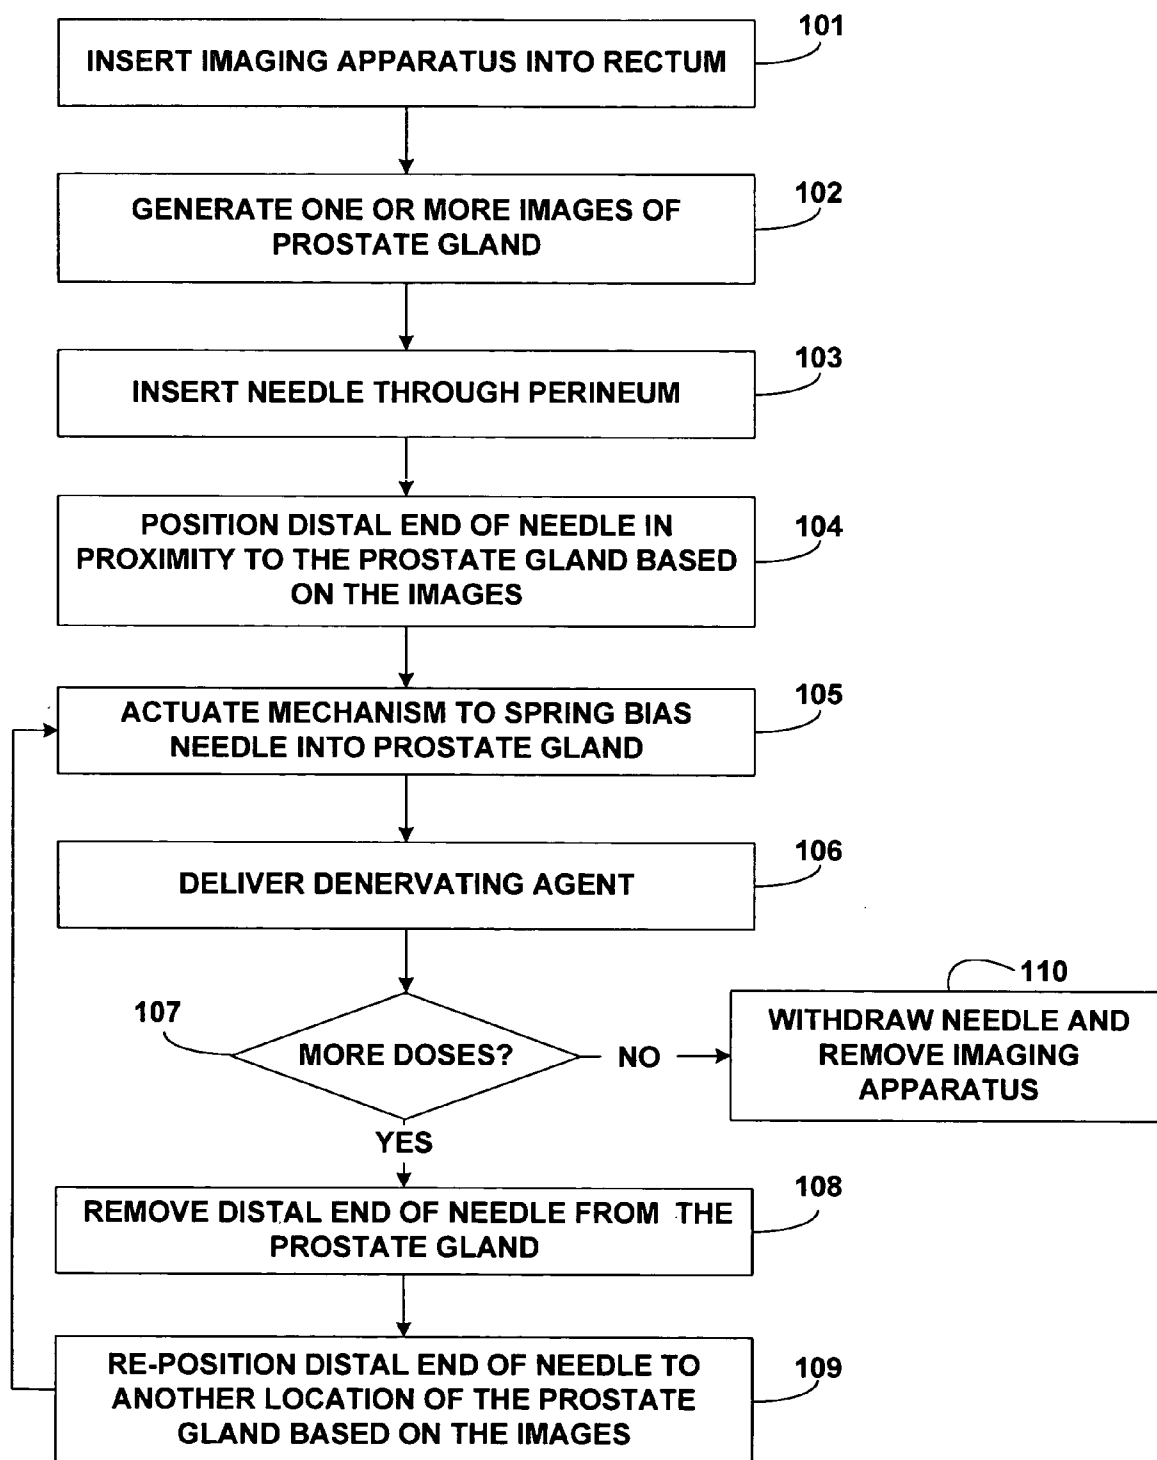 101
INSERT IMAGING APPARATUS INTO RECTUM
102
GENERATE ONE OR MORE IMAGES OF
PROSTATE GLAND
103
INSERT NEEDLE THROUGH PERINEUM
104
POSITION DISTAL END OF NEEDLE IN
PROXIMITY TO THE PROSTATE GLAND BASED
ON THE IMAGES
105
ACTUATE MECHANISM TO SPRING BIAS
NEEDLE INTO PROSTATE GLAND
106
DELIVER DENERVATING AGENT
107
MORE DOSES?
NO
110
WITHDRAW NEEDLE AND
REMOVE IMAGING
APPARATUS
YES
108
REMOVE DISTAL END OF NEEDLE FROM THE
PROSTATE GLAND
109
RE-POSITION DISTAL END OF NEEDLE TO
ANOTHER LOCATION OF THE PROSTATE
GLAND BASED ON THE IMAGES